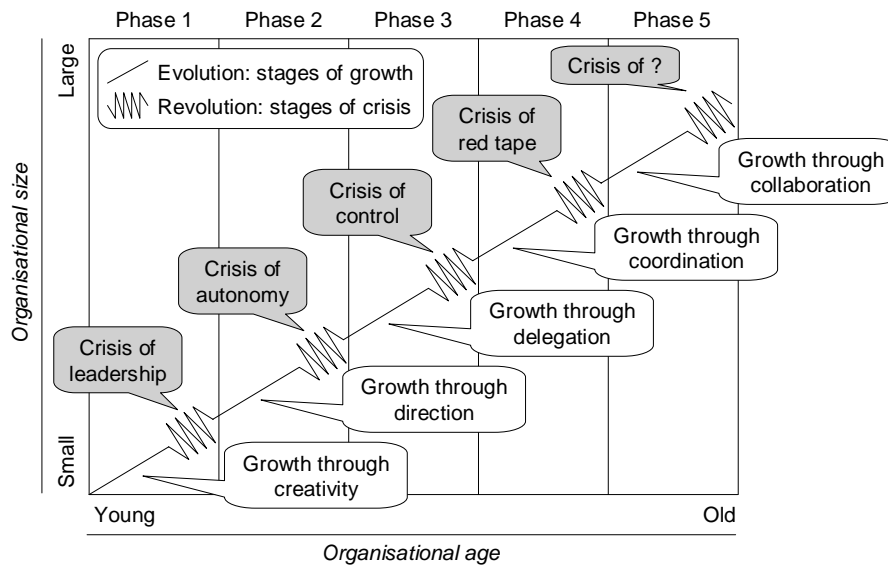 Phase 1
Phase 2
Phase 3
Phase 4
Phase 5
Large
Evolution: stages of growth
Revolution: stages of crisis
Crisis of ?
Crisis of
red tape
Growth through
collaboration
Crisis of
control
Growth through
coordination
Organisational size
Crisis of
autonomy
Growth through
delegation
Crisis of
leadership
Growth through
direction
Growth through
creativity
Small
Young
Old
Organisational age